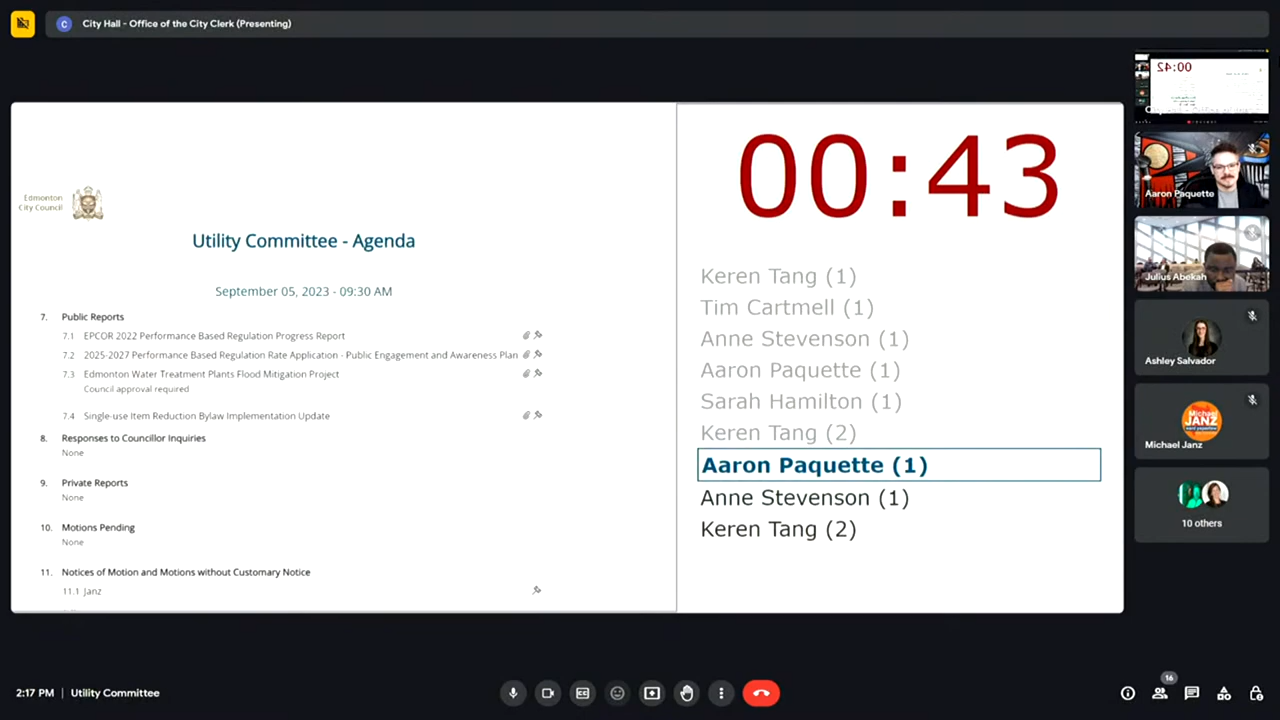 C
City Hall - Office of the City Clerk (Presenting)
Edmonton
City Council
Utility Committee - Agenda
September 05, 2023 - 09:30 AM
7. Public Reports
7.1 EPCOR 2022 Performance Based Regulation Progress Report
7.2 2025-2027 Performance Based Regulation Rate Application - Public Engagement and Awareness Plan
7.3 Edmonton Water Treatment Plants Flood Mitigation Project
Council approval required
7.4 Single-use Item Reduction Bylaw Implementation Update
8. Responses to Councillor Inquiries
None
9. Private Reports
None
10. Motions Pending
None
11. Notices of Motion and Motions without Customary Notice
11.1 Janz
00:43
Keren Tang (1)
Tim Cartmell (1)
Anne Stevenson (1)
Aaron Paquette (1)
Sarah Hamilton (1)
Keren Tang (2)
Aaron Paquette (1)
Anne Stevenson (1)
Keren Tang (2)
00:42
Aaron Paquette
Julius Abekah
Ashley Salvador
Michael
JANZ
Michael Janz
10 others
2:17 PM | Utility Committee
16